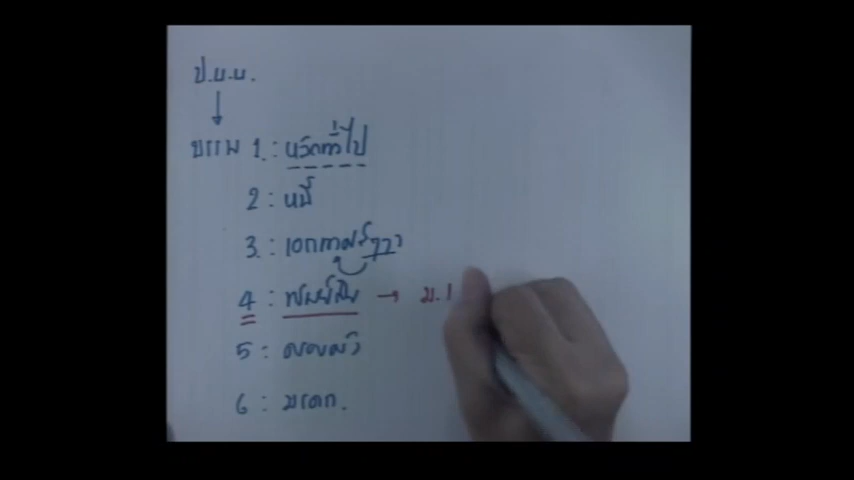 ป.พ.พ.
บรรพ 1 : หลักทั่วไป
2 : หนี้
3 : เอกเทศสัญญา
4 : ทรัพย์สิน → ม.1
5 : ครอบครัว
6 : มรดก.